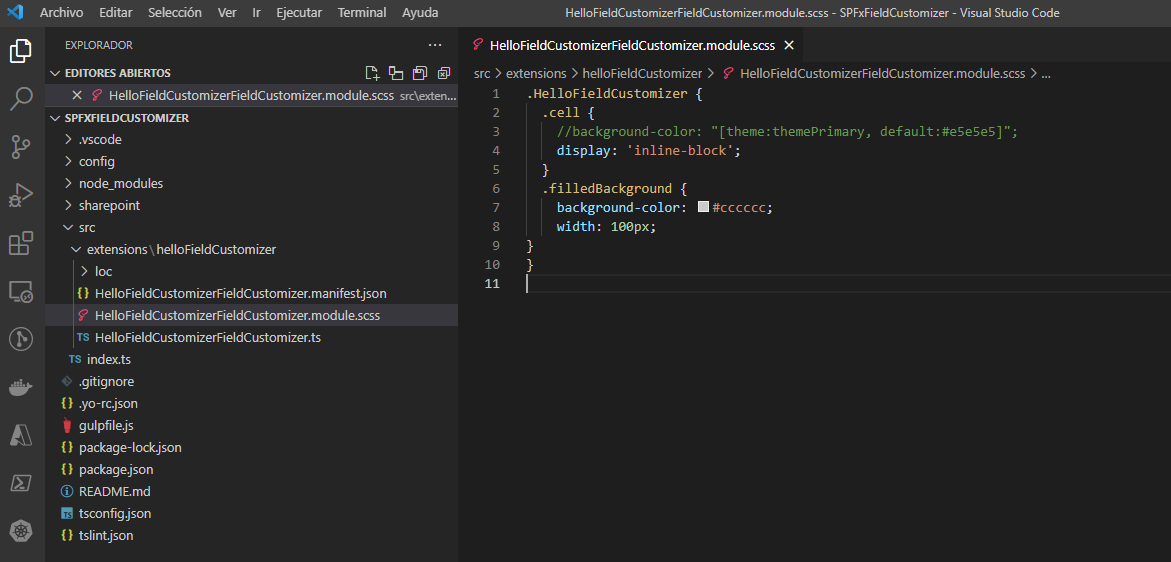 Archivo Editar Selección Ver Ir Ejecutar Terminal Ayuda HelloFieldCustomizerFieldCustomizer.module.scss - SPFxFieldCustomizer - Visual Studio Code
EXPLORADOR ...
EDITORES ABIERTOS
HelloFieldCustomizerFieldCustomizer.module.scss src\exten...
SPFXFIELDCUSTOMIZER
.vscode
config
node_modules
sharepoint
src
extensions\helloFieldCustomizer
loc
{} HelloFieldCustomizerFieldCustomizer.manifest.json
HelloFieldCustomizerFieldCustomizer.module.scss
TS HelloFieldCustomizerFieldCustomizer.ts
TS index.ts
.gitignore
{} .yo-rc.json
gulpfile.js
{} package-lock.json
{} package.json
README.md
TS tsconfig.json
{} tslint.json
HelloFieldCustomizerFieldCustomizer.module.scss
src > extensions > helloFieldCustomizer > HelloFieldCustomizerFieldCustomizer.module.scss > ...
1 .HelloFieldCustomizer {
2 .cell {
3 //background-color: "[theme:themePrimary, default:#e5e5e5]";
4 display: 'inline-block';
5 }
6 .filledBackground {
7 background-color: #cccccc;
8 width: 100px;
9 }
10 }
11